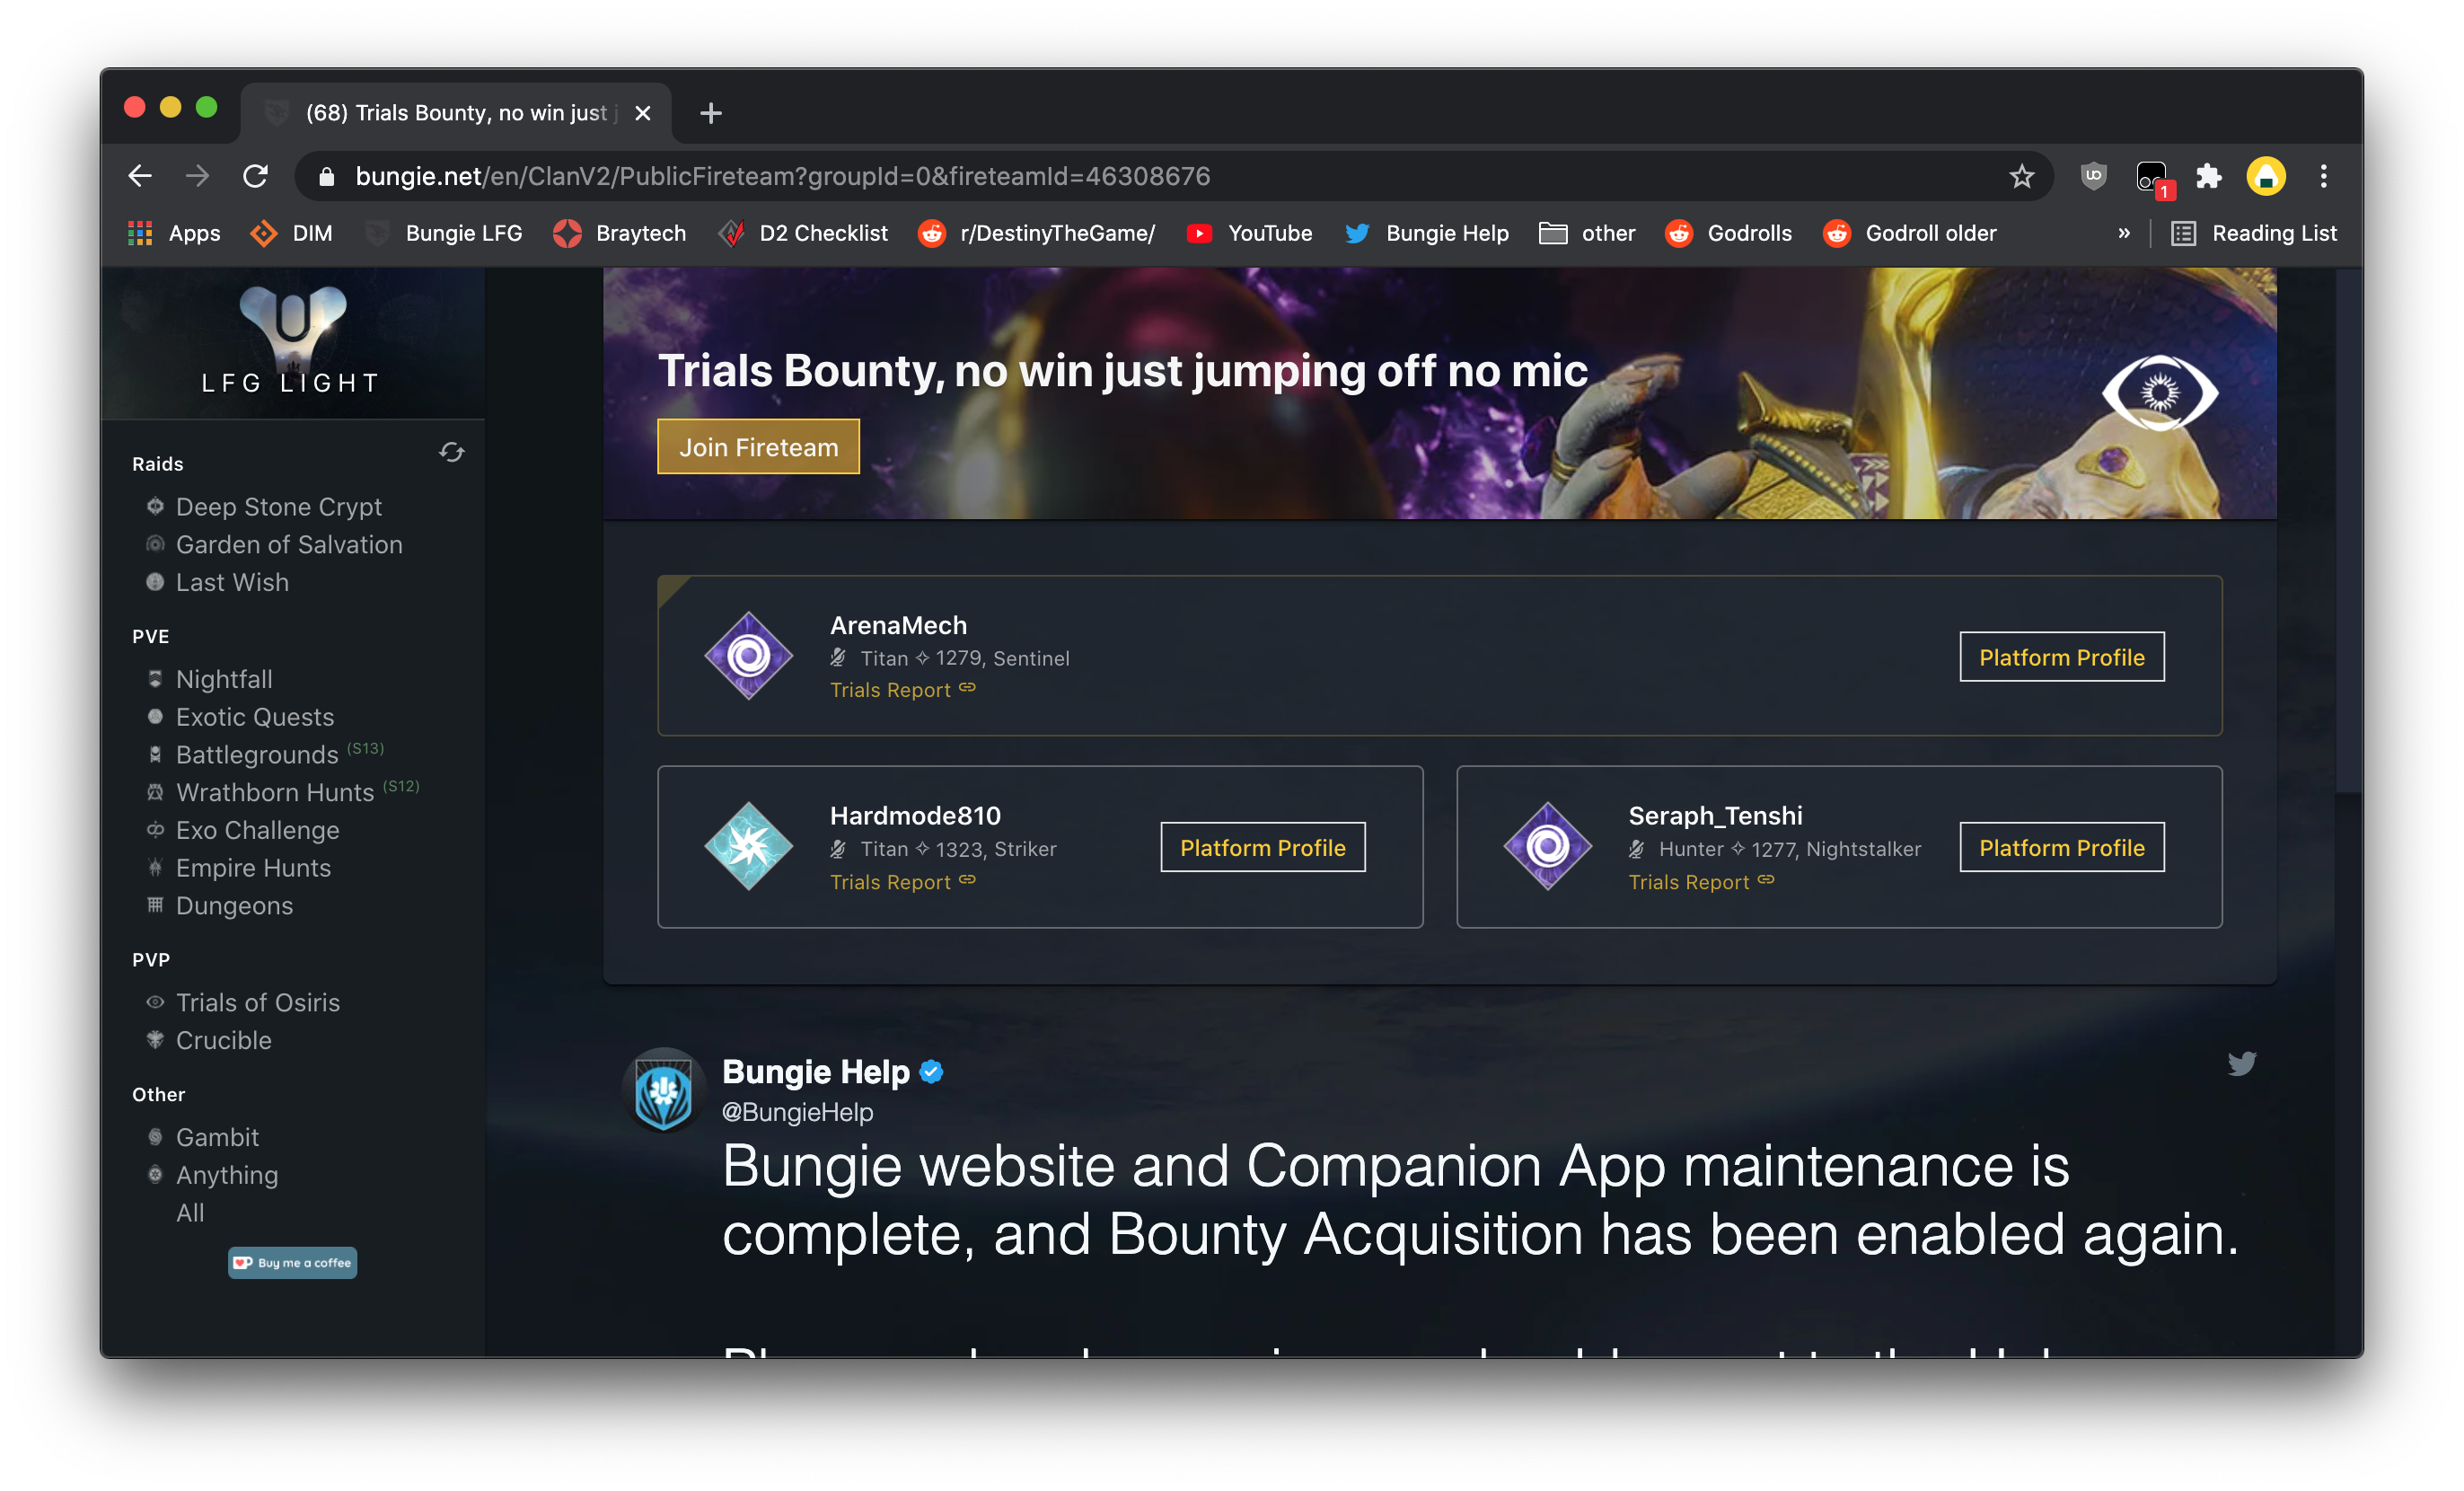 (68) Trials Bounty, no win just j
bungie.net/en/ClanV2/PublicFireteam?groupId=0&fireteamId=46308676
1
Apps DIM Bungie LFG Braytech D2 Checklist r/DestinyTheGame/ YouTube Bungie Help other Godrolls Godroll older » Reading List
LFG LIGHT
Raids
Deep Stone Crypt
Garden of Salvation
Last Wish
PVE
Nightfall
Exotic Quests
Battlegrounds (S13)
Wrathborn Hunts (S12)
Exo Challenge
Empire Hunts
Dungeons
PVP
Trials of Osiris
Crucible
Other
Gambit
Anything
All
Buy me a coffee
Trials Bounty, no win just jumping off no mic
Join Fireteam
ArenaMech
Titan ✧ 1279, Sentinel
Trials Report
Platform Profile
Hardmode810
Titan ✧ 1323, Striker
Trials Report
Platform Profile
Seraph_Tenshi
Hunter ✧ 1277, Nightstalker
Trials Report
Platform Profile
Bungie Help
@BungieHelp
Bungie website and Companion App maintenance is
complete, and Bounty Acquisition has been enabled again.